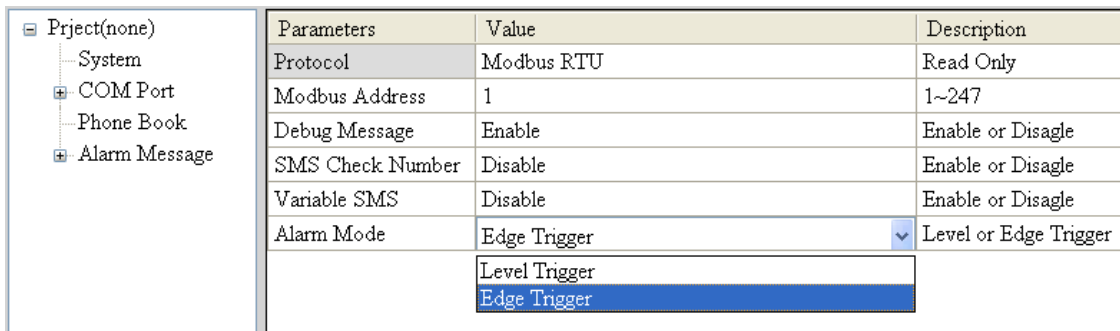 Prject(none)
System
COM Port
Phone Book
Alarm Message
Parameters Value Description
Protocol Modbus RTU Read Only
Modbus Address 1 1~247
Debug Message Enable Enable or Disagle
SMS Check Number Disable Enable or Disagle
Variable SMS Disable Enable or Disagle
Alarm Mode Edge Trigger Level or Edge Trigger
Level Trigger
Edge Trigger